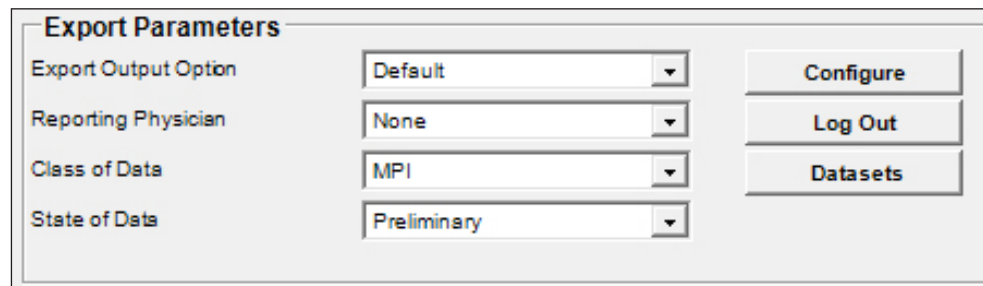 Export Parameters
Export Output Option Default Configure
Reporting Physician None Log Out
Class of Data MPI Datasets
State of Data Preliminary